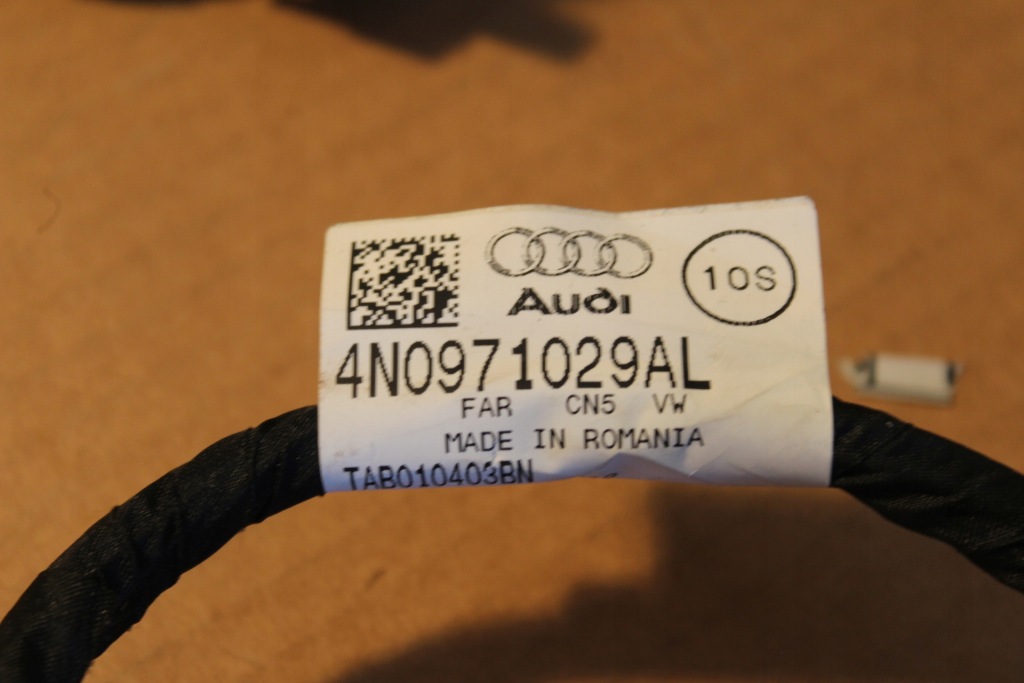 Audi
10S
4N0971029AL
FAR CN5 VW
MADE IN ROMANIA
TAB010403BN